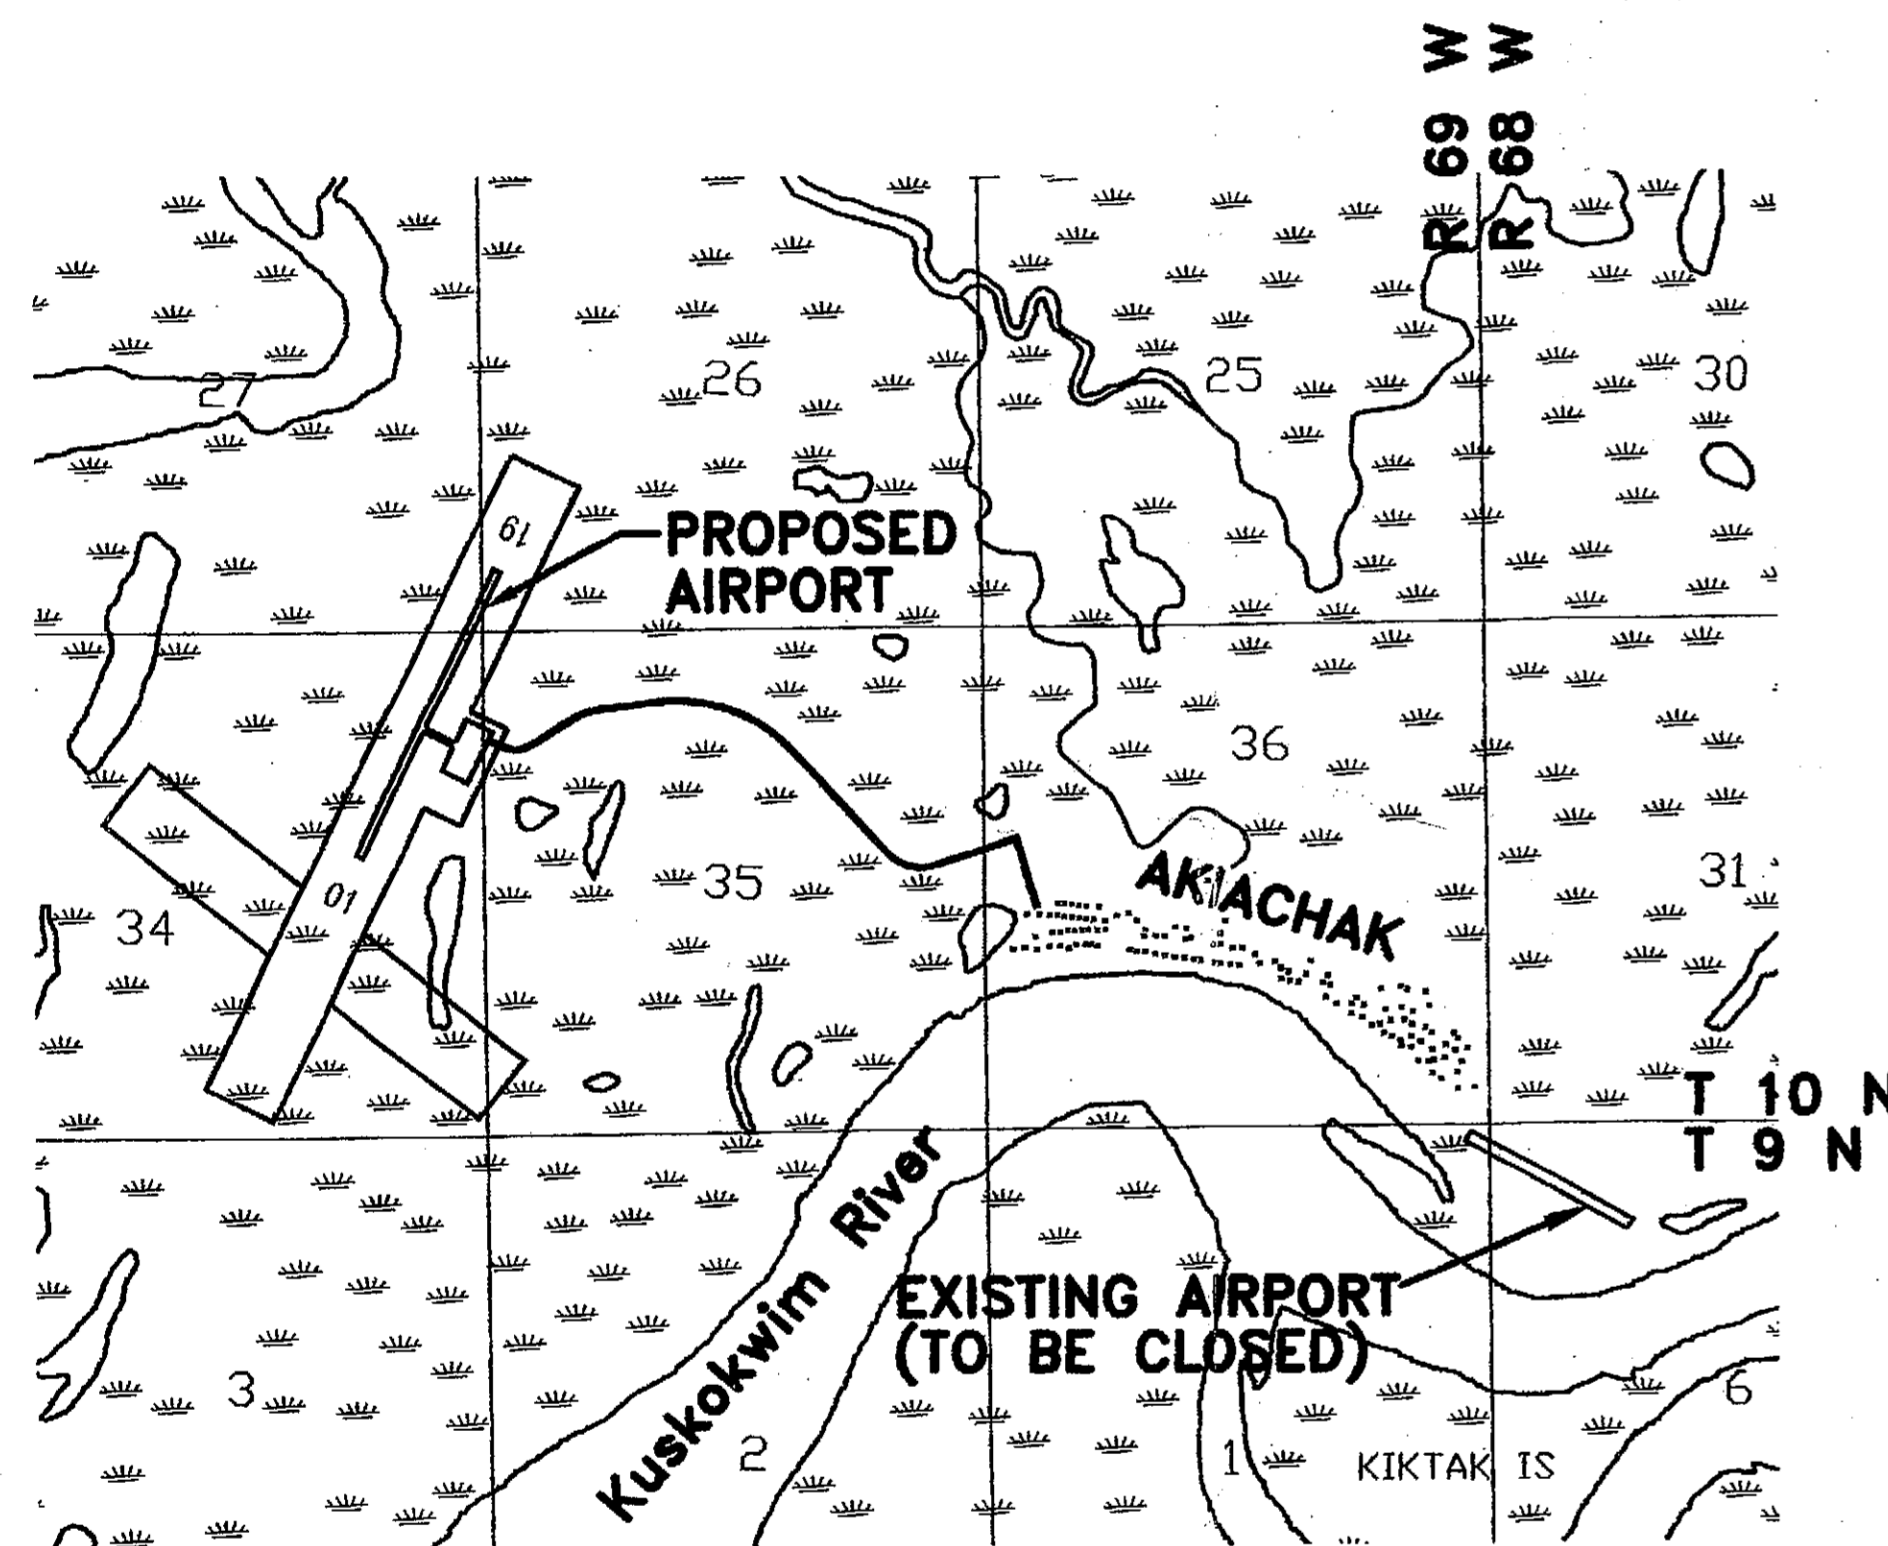 R 69 W
R 68 W
27
26
25
30
19
PROPOSED
AIRPORT
36
35
31
34
01
AKIACHAK
T 10 N
T 9 N
Kuskokwim River
EXISTING AIRPORT
(TO BE CLOSED)
3
2
1
6
KIKTAK IS